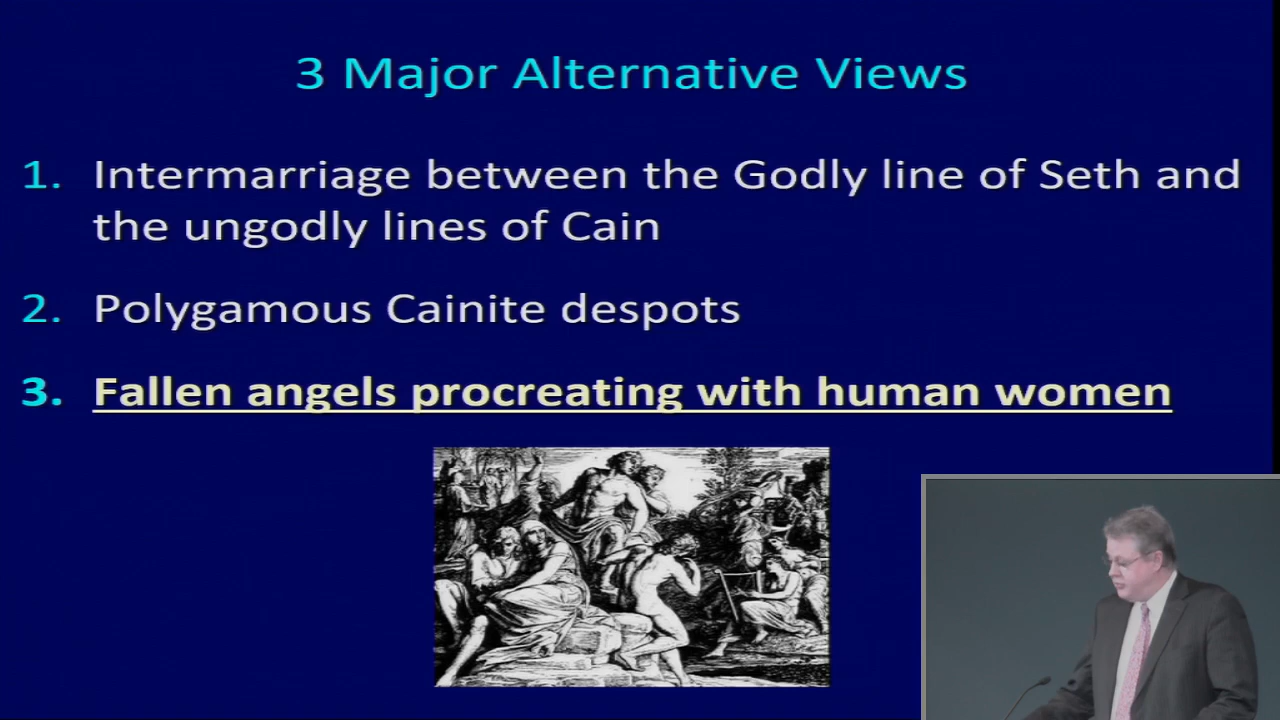 3 Major Alternative Views
1. Intermarriage between the Godly line of Seth and
the ungodly lines of Cain
2. Polygamous Cainite despots
3. Fallen angels procreating with human women